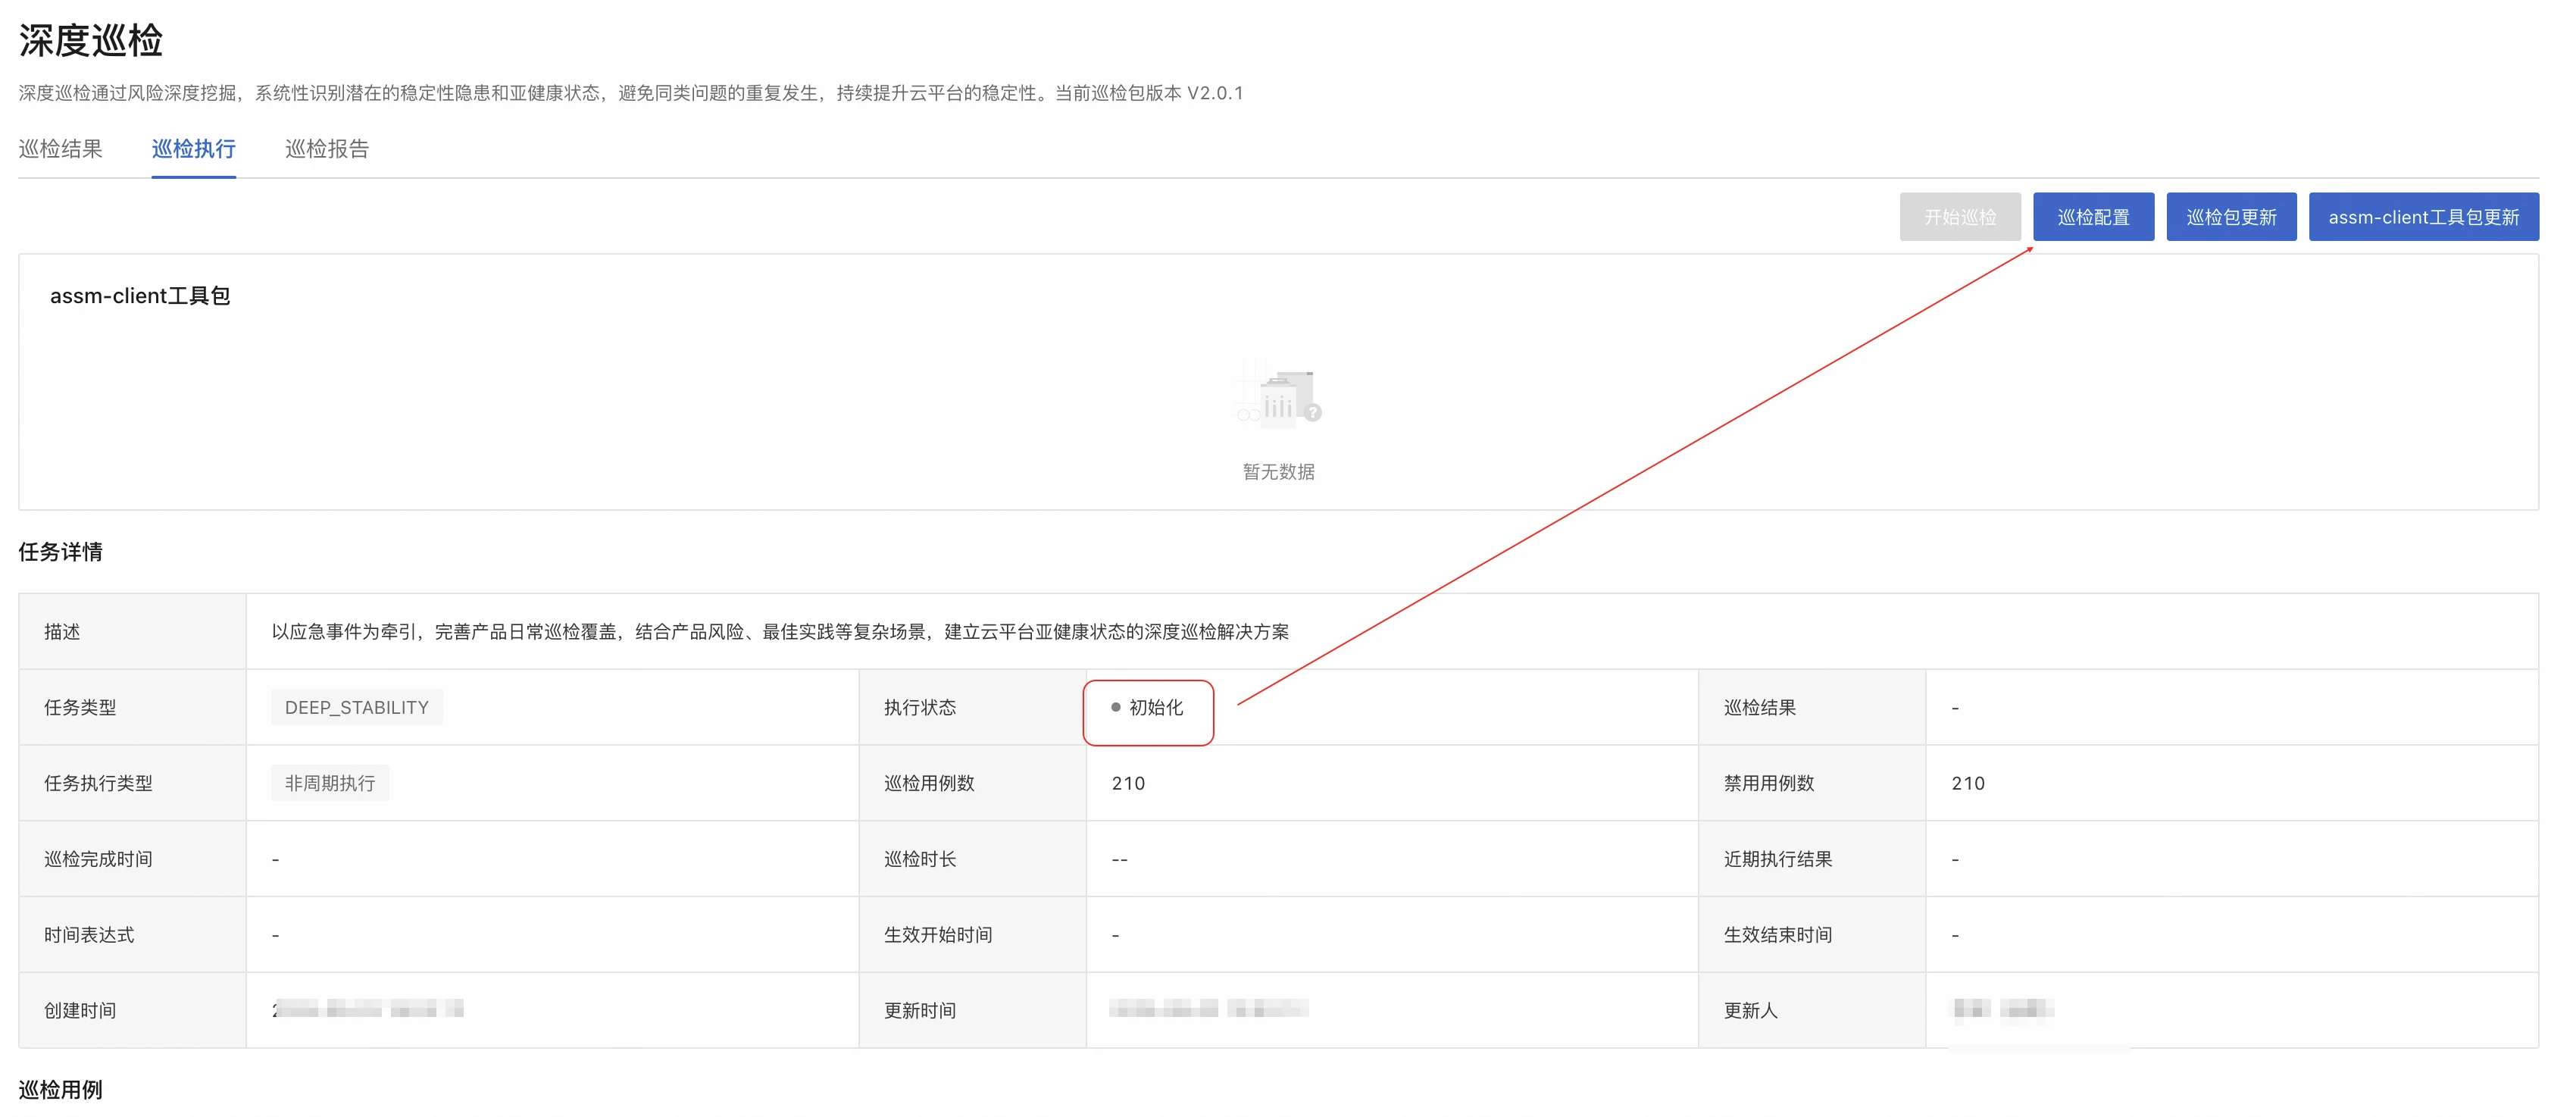 深度巡检
深度巡检通过风险深度挖掘，系统性识别潜在的稳定性隐患和亚健康状态，避免同类问题的重复发生，持续提升云平台的稳定性。当前巡检包版本 V2.0.1
巡检结果 巡检执行 巡检报告
开始巡检 巡检配置 巡检包更新 assm-client工具包更新
assm-client工具包
暂无数据
任务详情
描述 以应急事件为牵引，完善产品日常巡检覆盖，结合产品风险、最佳实践等复杂场景，建立云平台亚健康状态的深度巡检解决方案
任务类型 DEEP_STABILITY 执行状态 初始化 巡检结果 -
任务执行类型 非周期执行 巡检用例数 210 禁用用例数 210
巡检完成时间 - 巡检时长 -- 近期执行结果 -
时间表达式 - 生效开始时间 - 生效结束时间 -
创建时间 更新时间 更新人
巡检用例